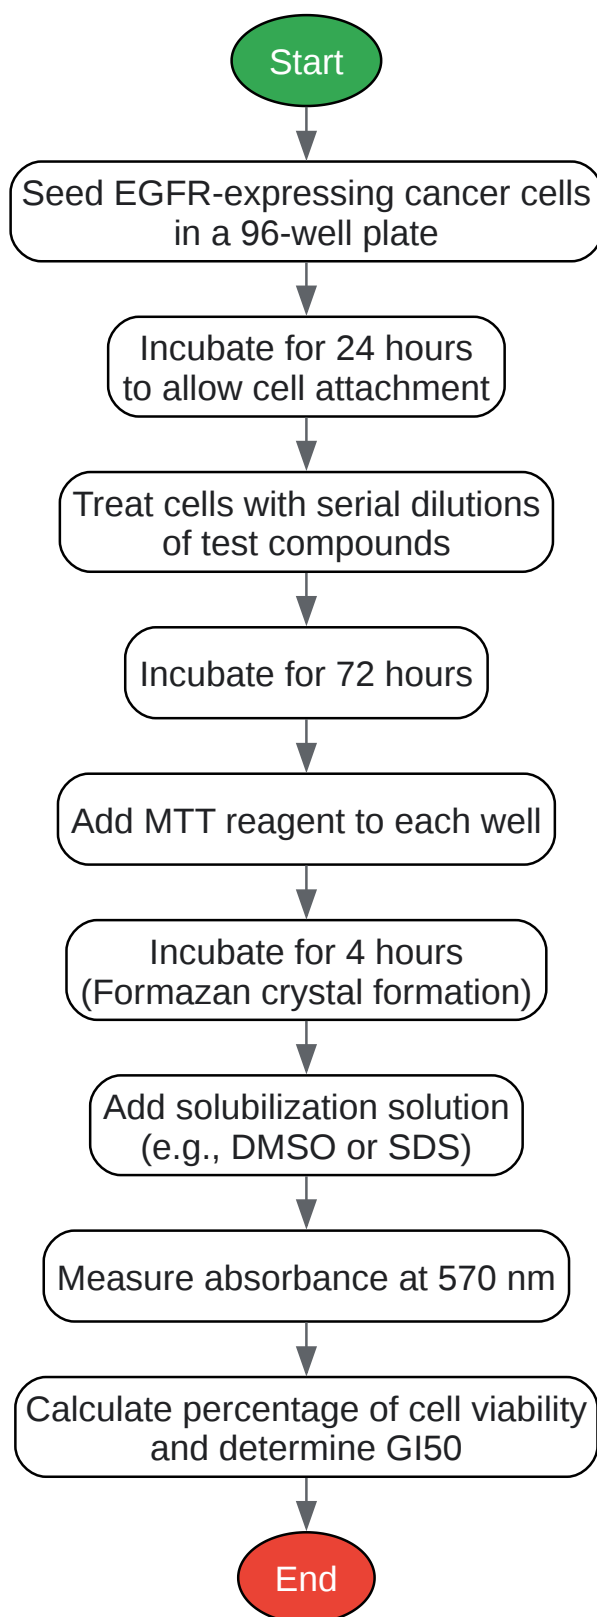 Start
Seed EGFR-expressing cancer cells
in a 96-well plate
Incubate for 24 hours
to allow cell attachment
Treat cells with serial dilutions
of test compounds
Incubate for 72 hours
Add MTT reagent to each well
Incubate for 4 hours
(Formazan crystal formation)
Add solubilization solution
(e.g., DMSO or SDS)
Measure absorbance at 570 nm
Calculate percentage of cell viability
and determine GI50
End